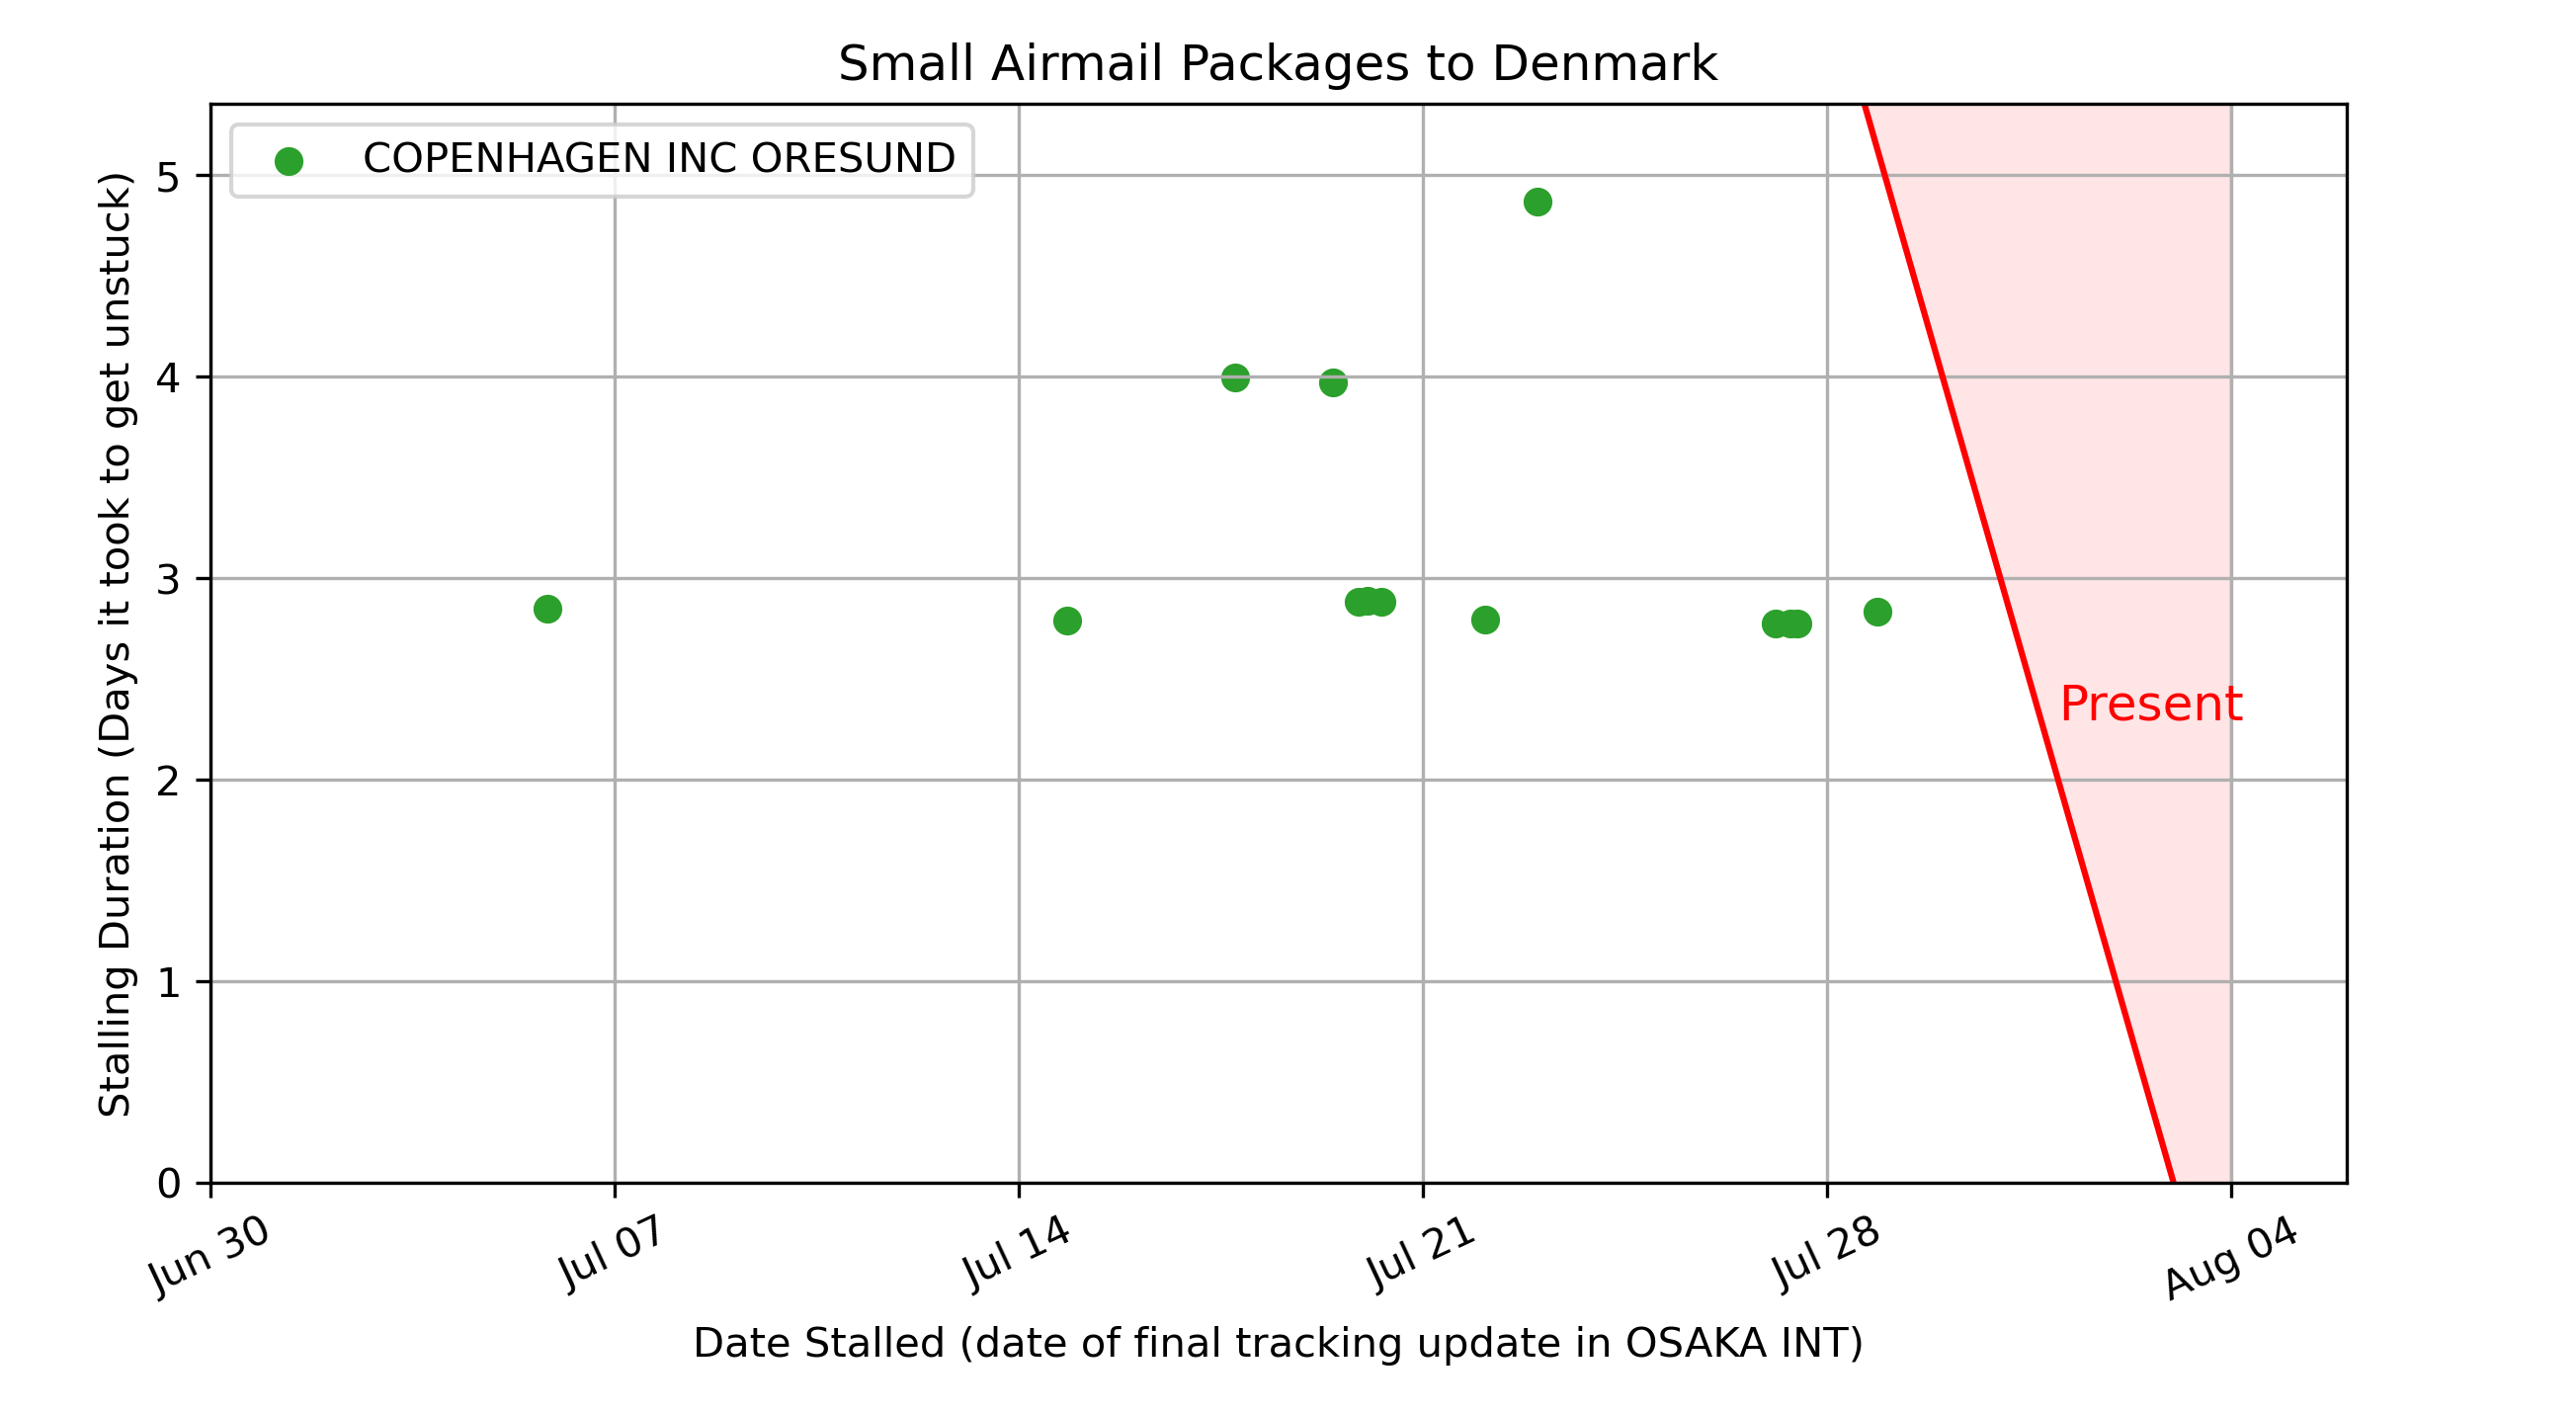 Small Airmail Packages to Denmark
COPENHAGEN INC ORESUND
Stalling Duration (Days it took to get unstuck)
5
4
3
2
1
0
Present
Jun 30
Jul 07
Jul 14
Jul 21
Jul 28
Aug 04
Date Stalled (date of final tracking update in OSAKA INT)